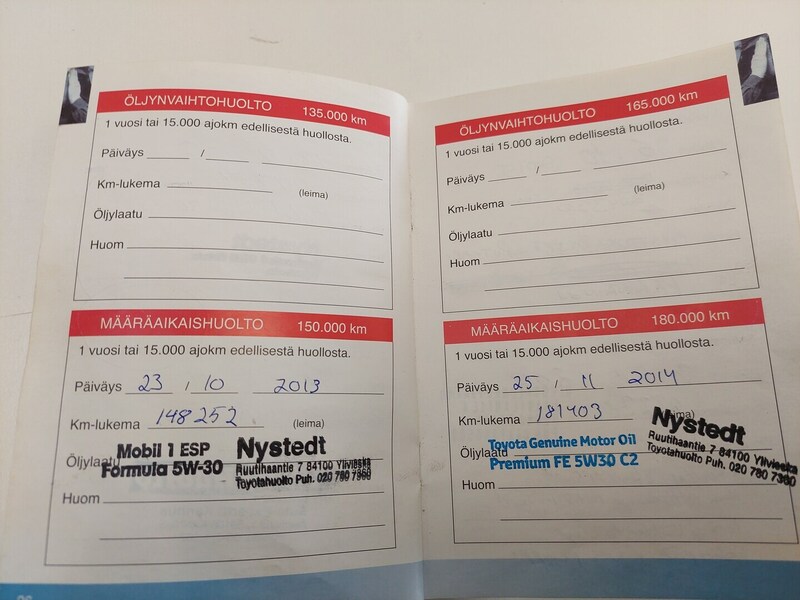 ÖLJYNVAIHTOHUOLTO 135.000 km
1 vuosi tai 15.000 ajokm edellisestä huollosta.
Päiväys /
Km-lukema (leima)
Öljylaatu
Huom
MÄÄRÄAIKAISHUOLTO 150.000 km
1 vuosi tai 15.000 ajokm edellisestä huollosta.
Päiväys 23 / 10 2013
Km-lukema 148252 (leima)
Öljylaatu Mobil 1 ESP
Formula 5W-30
Nystedt
Ruutihaantie 7 84100 Ylivieska
Toyotahuolto Puh. 020 780 7360
Huom
ÖLJYNVAIHTOHUOLTO 165.000 km
1 vuosi tai 15.000 ajokm edellisestä huollosta.
Päiväys /
Km-lukema (leima)
Öljylaatu
Huom
MÄÄRÄAIKAISHUOLTO 180.000 km
1 vuosi tai 15.000 ajokm edellisestä huollosta.
Päiväys 25 / 11 2014
Km-lukema 181403
Öljylaatu Toyota Genuine Motor Oil
Premium FE 5W30 C2
Nystedt
Ruutihaantie 7 84100 Ylivieska
Toyotahuolto Puh. 020 780 7360
Huom